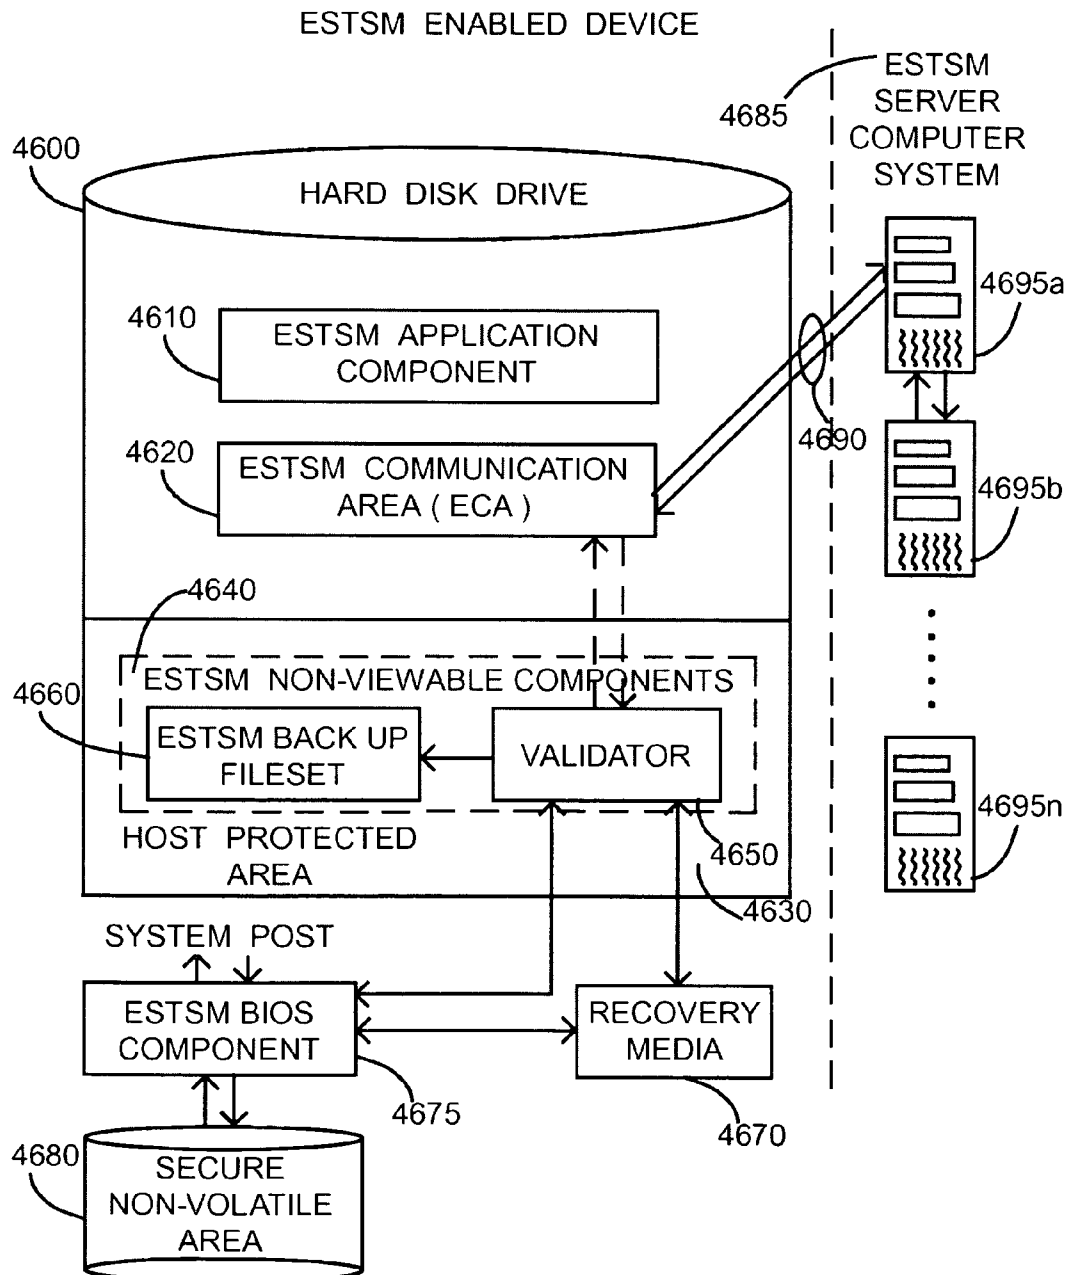 ESTSM ENABLED DEVICE
4685
ESTSM
SERVER
COMPUTER
SYSTEM
4600
HARD DISK DRIVE
4695a
4610
ESTSM APPLICATION
COMPONENT
4690
4620
ESTSM COMMUNICATION
AREA ( ECA )
4695b
4640
ESTSM NON-VIEWABLE COMPONENTS
4660
ESTSM BACK UP
FILESET
VALIDATOR
4695n
HOST PROTECTED
AREA
4650
4630
SYSTEM POST
ESTSM BIOS
COMPONENT
RECOVERY
MEDIA
4675
4670
4680
SECURE
NON-VOLATILE
AREA